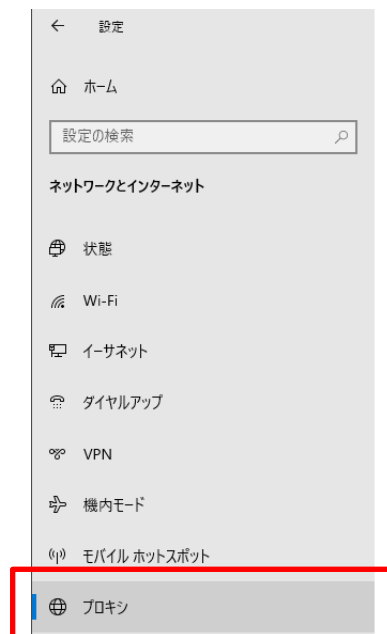 設定
ホーム
設定の検索
ネットワークとインターネット
状態
Wi-Fi
イーサネット
ダイヤルアップ
VPN
機内モード
モバイル ホットスポット
プロキシ